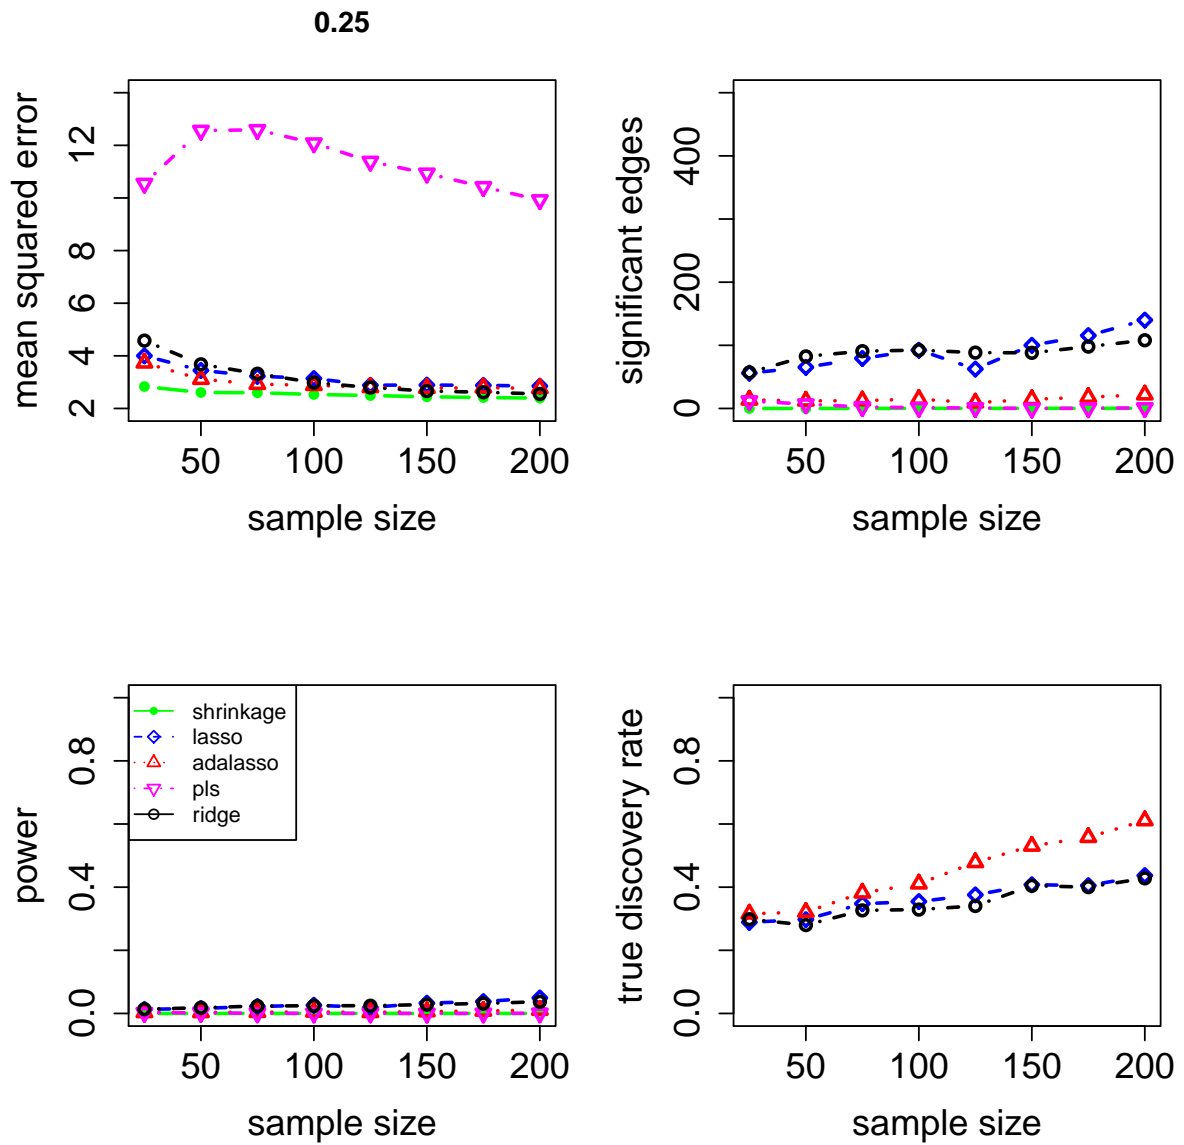 0.25
mean squared error
12
8
6
4
2
50 100 150 200
sample size
significant edges
400
200
0
50 100 150 200
sample size
power
0.8
0.4
0.0
shrinkage
lasso
adalasso
pls
ridge
50 100 150 200
sample size
true discovery rate
0.8
0.4
0.0
50 100 150 200
sample size